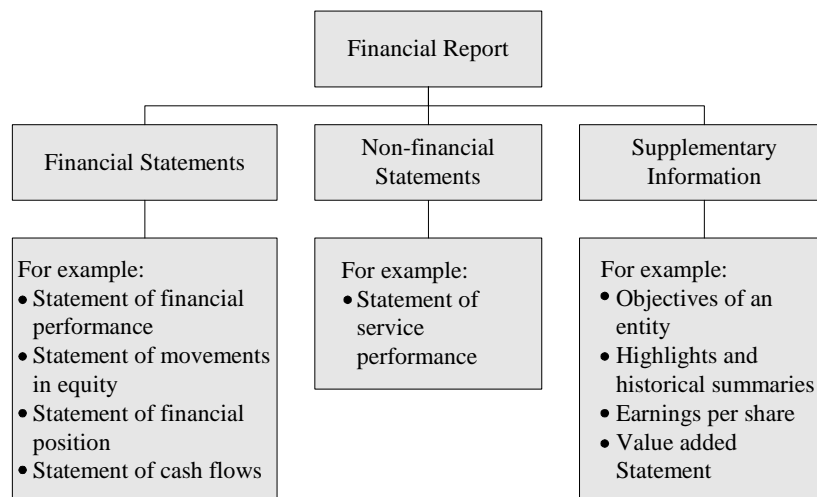 Financial Report
Financial Statements
Non-financial
Statements
Supplementary
Information
For example:
• Statement of financial
performance
• Statement of movements
in equity
• Statement of financial
position
• Statement of cash flows
For example:
• Statement of
service
performance
For example:
• Objectives of an
entity
• Highlights and
historical summaries
• Earnings per share
• Value added
Statement